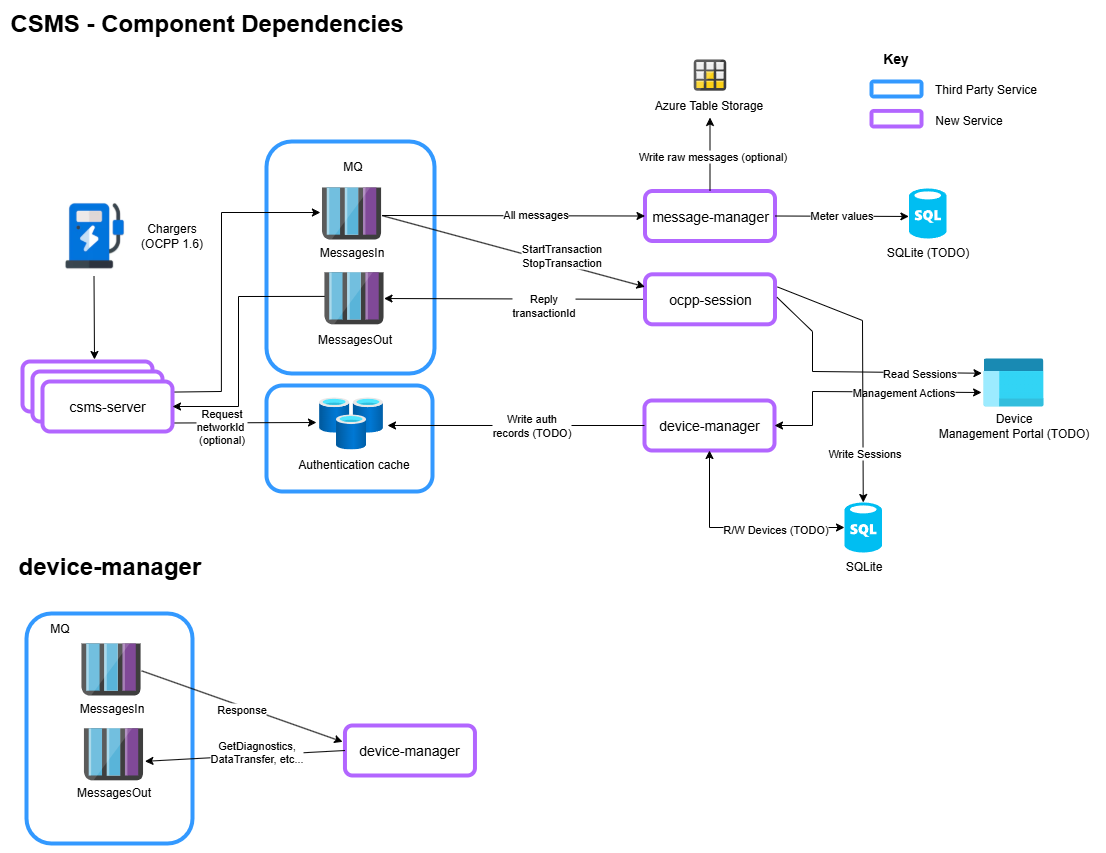 CSMS - Component Dependencies
Key
Third Party Service
New Service
Azure Table Storage
Write raw messages (optional)
MQ
MessagesIn
MessagesOut
Chargers
(OCPP 1.6)
All messages
message-manager
Meter values
SQL
SQLite (TODO)
StartTransaction
StopTransaction
ocpp-session
Reply
transactionId
Read Sessions
Management Actions
Device
Management Portal (TODO)
csms-server
Request
networkId
(optional)
Authentication cache
Write auth
records (TODO)
device-manager
Write Sessions
R/W Devices (TODO)
SQL
SQLite
device-manager
MQ
MessagesIn
Response
MessagesOut
GetDiagnostics,
DataTransfer, etc...
device-manager